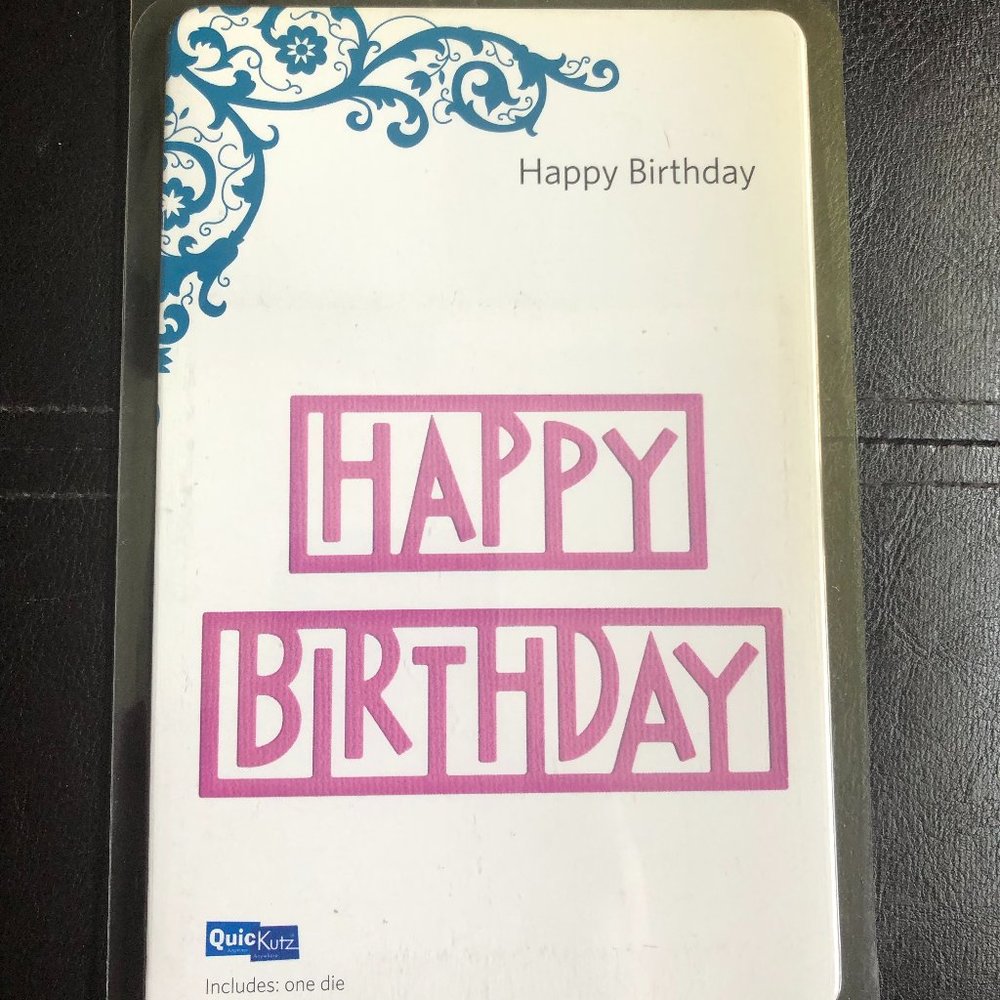 Happy Birthday
HAPPY
BIRTHDAY
QuicKutz
Includes: one die